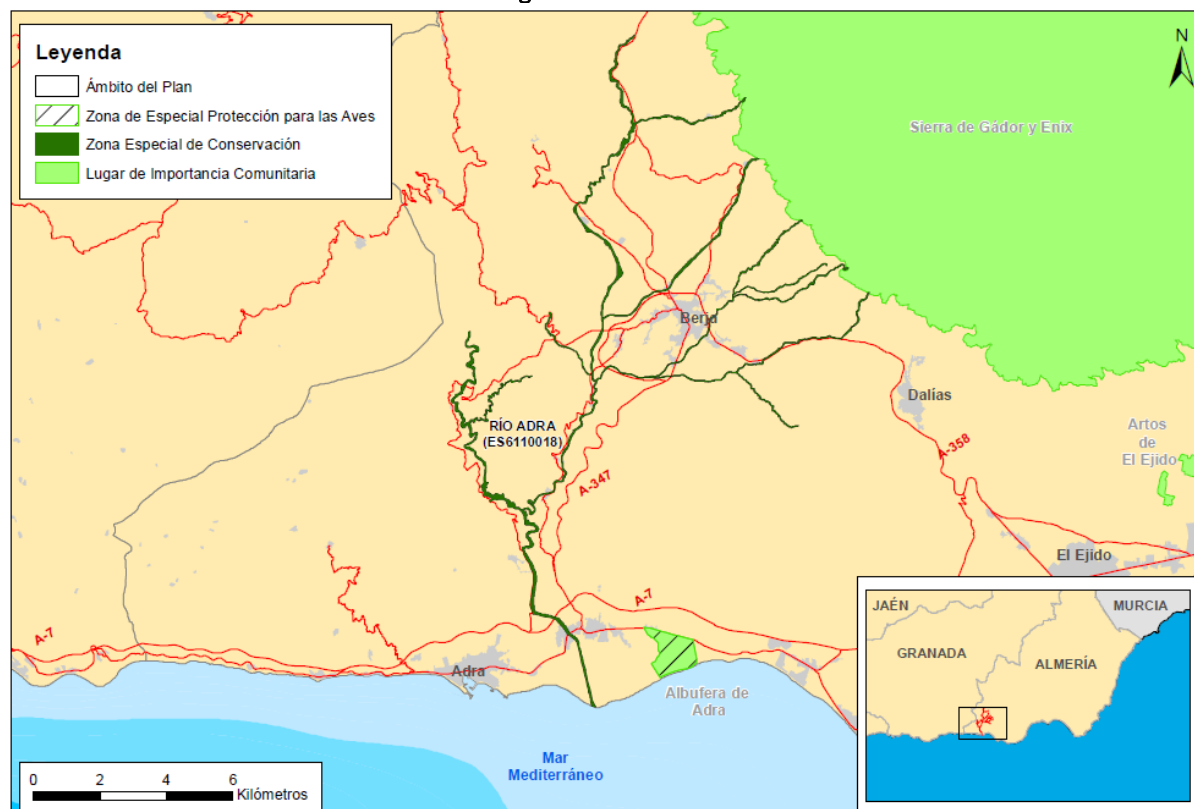 Leyenda
Ámbito del Plan
Zona de Especial Protección para las Aves
Zona Especial de Conservación
Lugar de Importancia Comunitaria
N
Sierra de Gádor y Enix
Berja
Dalías
RÍO ADRA
(ES6110018)
A-347
A-358
Artos
de
El Ejido
El Ejido
A-7
A-7
Adra
Albufera de
Adra
Mar
Mediterráneo
0 2 4 6
Kilómetros
JAÉN
MURCIA
GRANADA
ALMERÍA